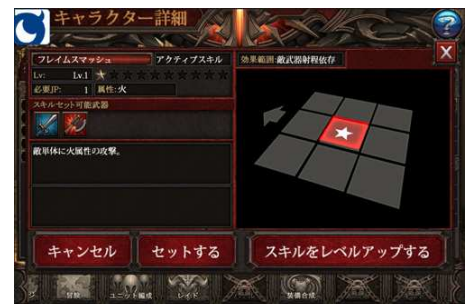 キャラクター詳細
?
フレイムスマッシュ アクティブスキル
効果範囲:敵武器射程依存
X
Lv: Lv.1
必要JP: 1 属性:火
スキルセット可能武器
敵単体に火属性の攻撃。
キャンセル セットする スキルをレベルアップする
冒険 ユニット編成 レイド 装備合成